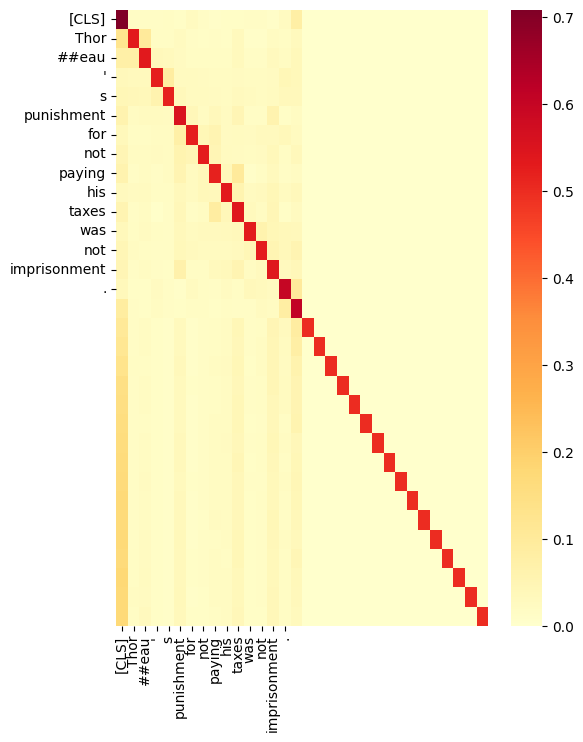 [CLS]
Thor
##eau
'
s
punishment
for
not
paying
his
taxes
was
not
imprisonment
.
[CLS]
Thor
##eau
'
s
punishment
for
not
paying
his
taxes
was
not
imprisonment
.
0.7
0.6
0.5
0.4
0.3
0.2
0.1
0.0